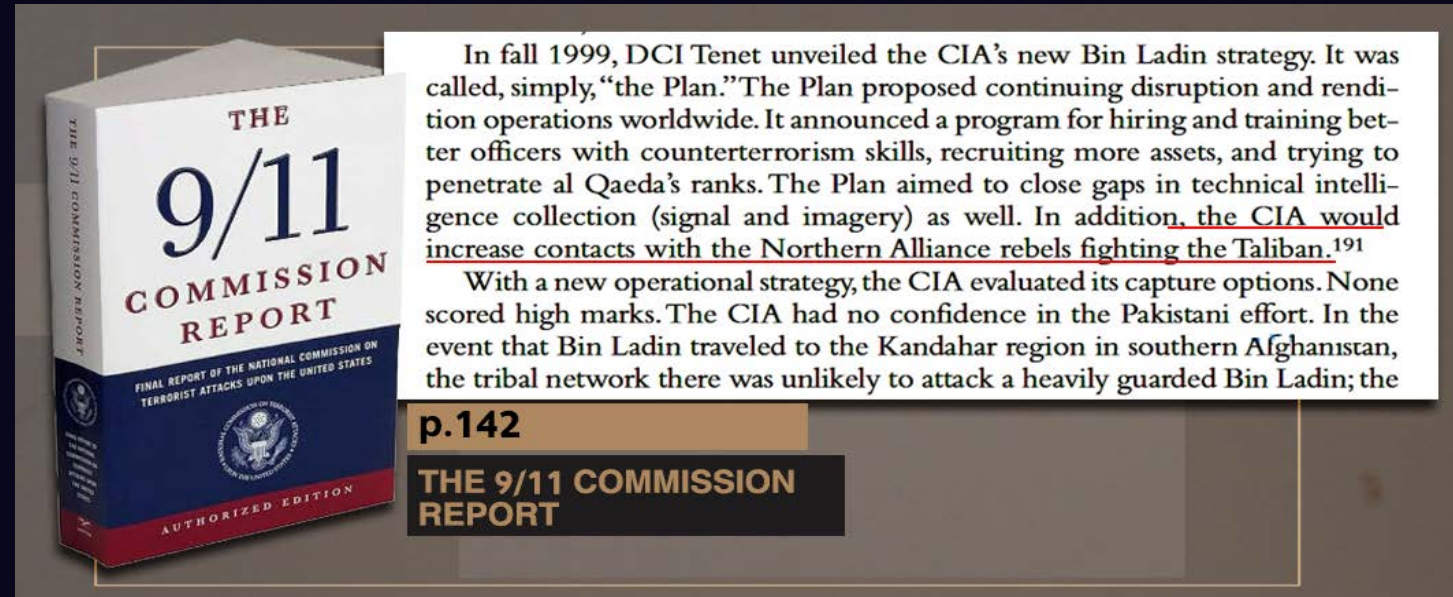 In fall 1999, DCI Tenet unveiled the CIA's new Bin Ladin strategy. It was
called, simply, "the Plan." The Plan proposed continuing disruption and rendi-
tion operations worldwide. It announced a program for hiring and training bet-
ter officers with counterterrorism skills, recruiting more assets, and trying to
penetrate al Qaeda's ranks. The Plan aimed to close gaps in technical intelli-
gence collection (signal and imagery) as well. In addition, the CIA would
increase contacts with the Northern Alliance rebels fighting the Taliban.191
With a new operational strategy, the CIA evaluated its capture options. None
scored high marks. The CIA had no confidence in the Pakistani effort. In the
event that Bin Ladin traveled to the Kandahar region in southern Afghanistan,
the tribal network there was unlikely to attack a heavily guarded Bin Ladin; the
THE
9/11
COMMISSION
REPORT
FINAL REPORT OF THE NATIONAL COMMISSION ON
TERRORIST ATTACKS UPON THE UNITED STATES
AUTHORIZED EDITION
THE 9/11 COMMISSION REPORT
p.142
THE 9/11 COMMISSION
REPORT